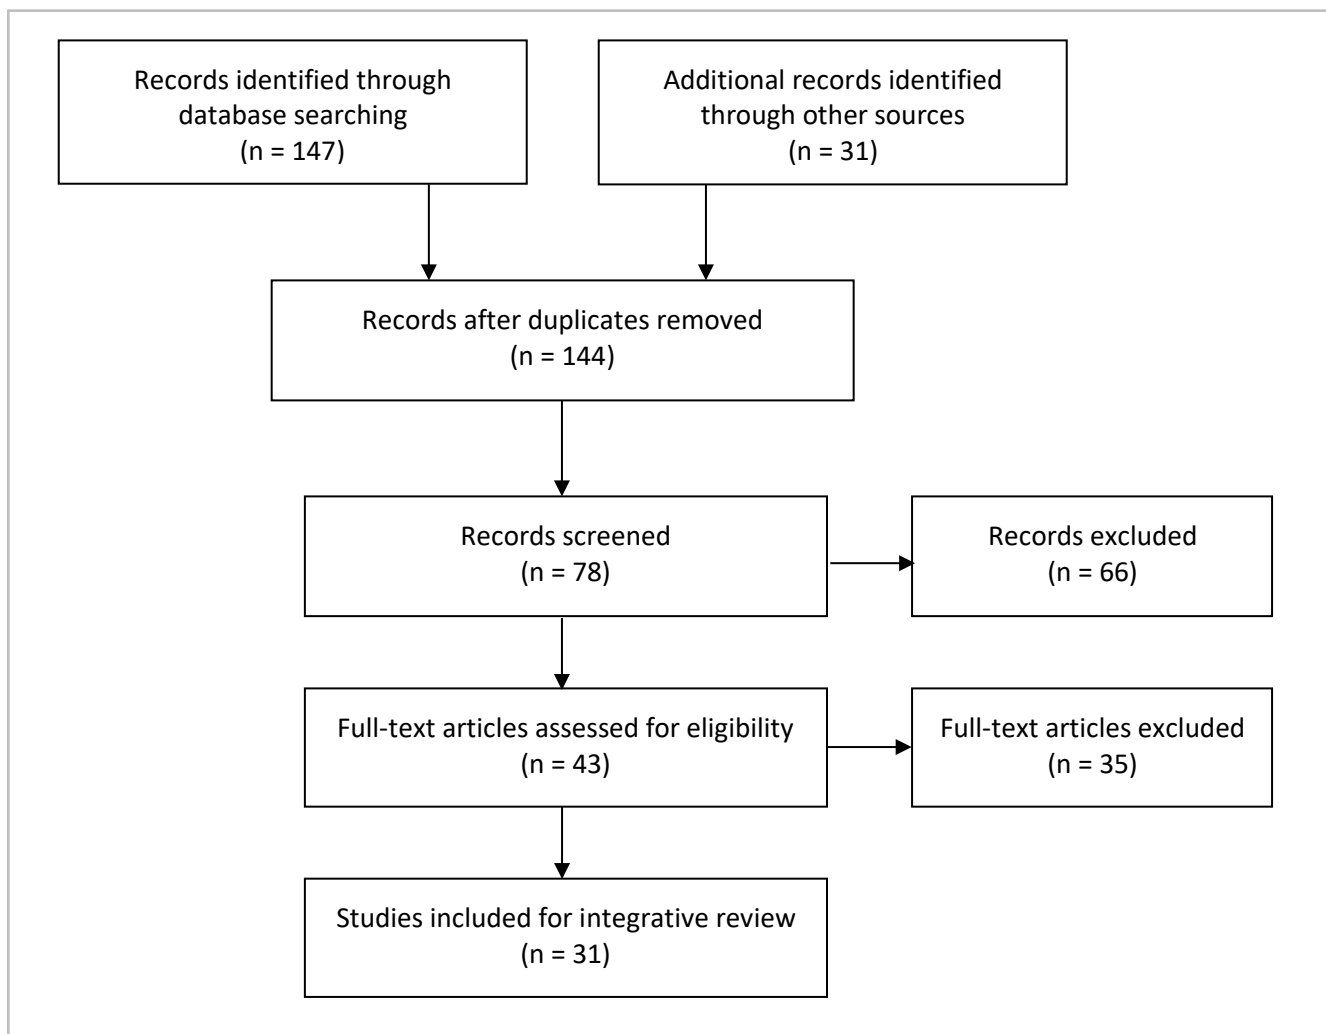 Records identified through
database searching
(n = 147)
Additional records identified
through other sources
(n = 31)
Records after duplicates removed
(n = 144)
Records screened
(n = 78)
Records excluded
(n = 66)
Full-text articles assessed for eligibility
(n = 43)
Full-text articles excluded
(n = 35)
Studies included for integrative review
(n = 31)